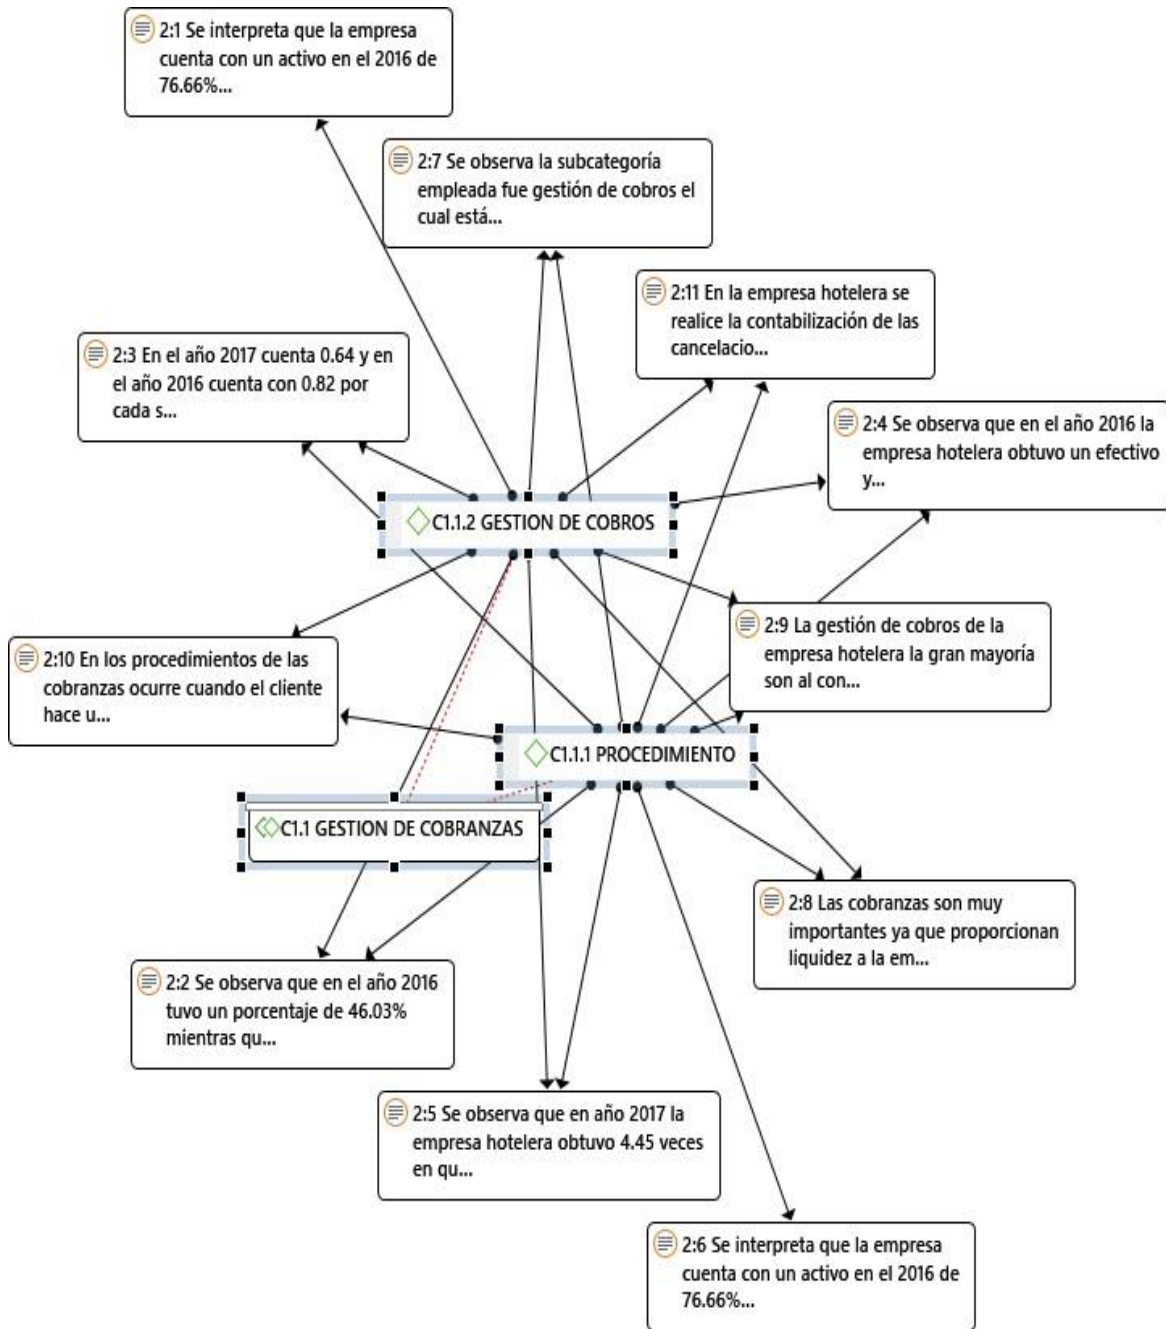 2:1 Se interpreta que la empresa
cuenta con un activo en el 2016 de
76.66%...
2:7 Se observa la subcategoría
empleada fue gestión de cobros el
cual está...
2:11 En la empresa hotelera se
realice la contabilización de las
cancelacio...
2:3 En el año 2017 cuenta 0.64 y en
el año 2016 cuenta con 0.82 por
cada s...
2:4 Se observa que en el año 2016 la
empresa hotelera obtuvo un efectivo
y...
C1.1.2 GESTION DE COBROS
2:9 La gestión de cobros de la
empresa hotelera la gran mayoría
son al con...
2:10 En los procedimientos de las
cobranzas ocurre cuando el cliente
hace u...
C1.1.1 PROCEDIMIENTO
C1.1 GESTION DE COBRANZAS
2:8 Las cobranzas son muy
importantes ya que proporcionan
liquidez a la em...
2:2 Se observa que en el año 2016
tuvo un porcentaje de 46.03%
mientras qu...
2:5 Se observa que en año 2017 la
empresa hotelera obtuvo 4.45 veces
en qu...
2:6 Se interpreta que la empresa
cuenta con un activo en el 2016 de
76.66%...